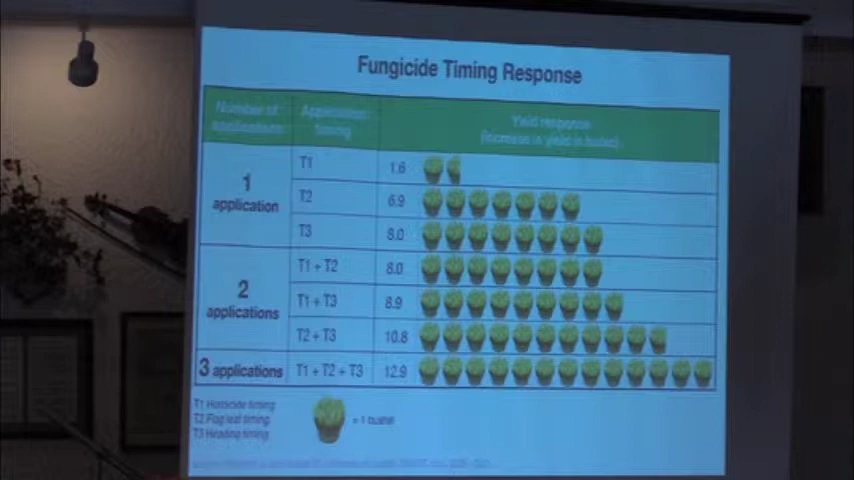 Fungicide Timing Response
Number of applications
Application timing
Yield response
(increase in yield in bu/ac)
1 application
T1 1.6
T2 6.9
T3 8.0
2 applications
T1 + T2 8.0
T1 + T3 8.9
T2 + T3 10.8
3 applications T1 + T2 + T3 12.9
T1 Herbicide timing
T2 Flag leaf timing
T3 Heading timing
= 1 bushel